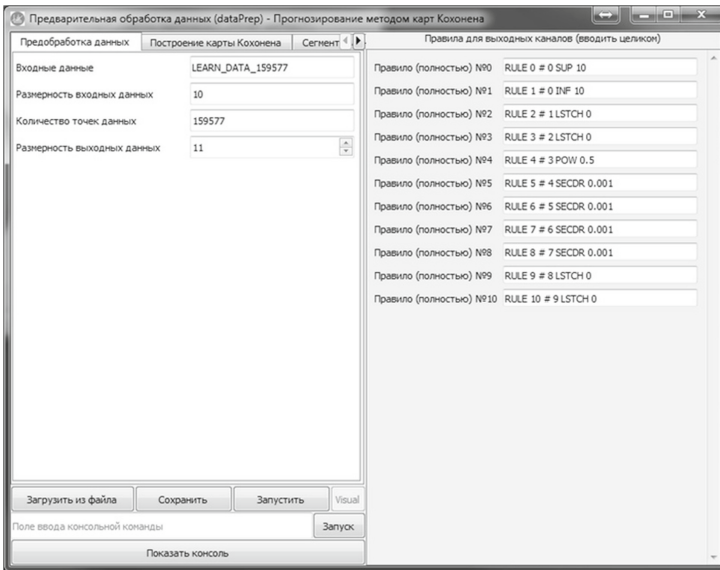 Предварительная обработка данных (dataPrep) - Прогнозирование методом карт Кохонена
Предобработка данных
Построение карты Кохонена
Сегмент
Входные данные
LEARN_DATA_159577
Размерность входных данных
10
Количество точек данных
159577
Размерность выходных данных
11
Загрузить из файла
Сохранить
Запустить
Visual
Поле ввода консольной команды
Запуск
Показать консоль
Правила для выходных каналов (вводить целиком)
Правило (полностью) №0 RULE 0 # 0 SUP 10
Правило (полностью) №1 RULE 1 # 0 INF 10
Правило (полностью) №2 RULE 2 # 1 LSTCH 0
Правило (полностью) №3 RULE 3 # 2 LSTCH 0
Правило (полностью) №4 RULE 4 # 3 POW 0.5
Правило (полностью) №5 RULE 5 # 4 SECDR 0.001
Правило (полностью) №6 RULE 6 # 5 SECDR 0.001
Правило (полностью) №7 RULE 7 # 6 SECDR 0.001
Правило (полностью) №8 RULE 8 # 7 SECDR 0.001
Правило (полностью) №9 RULE 9 # 8 LSTCH 0
Правило (полностью) №10 RULE 10 # 9 LSTCH 0